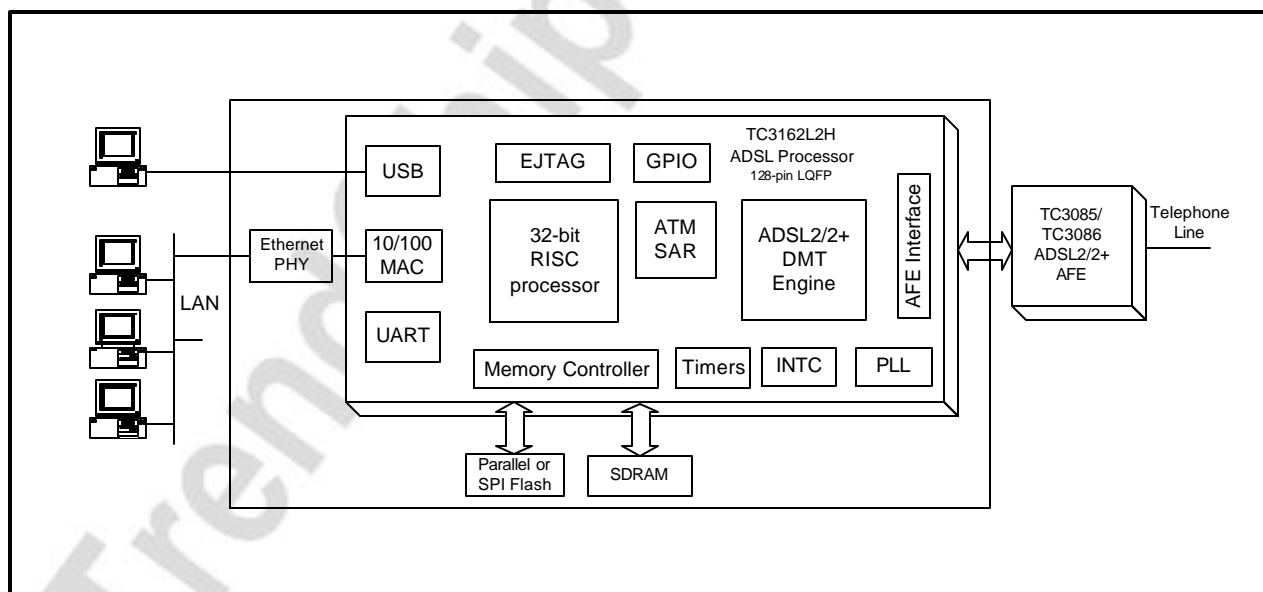 TC3162L2H
ADSL Processor
128-pin LQFP
USB
EJTAG
GPIO
Ethernet
PHY
10/100
MAC
32-bit
RISC
processor
ATM
SAR
ADSL2/2+
DMT
Engine
AFE Interface
TC3085/
TC3086
ADSL2/2+
AFE
Telephone
Line
LAN
UART
Memory Controller
Timers
INTC
PLL
Parallel or
SPI Flash
SDRAM
Trendchip